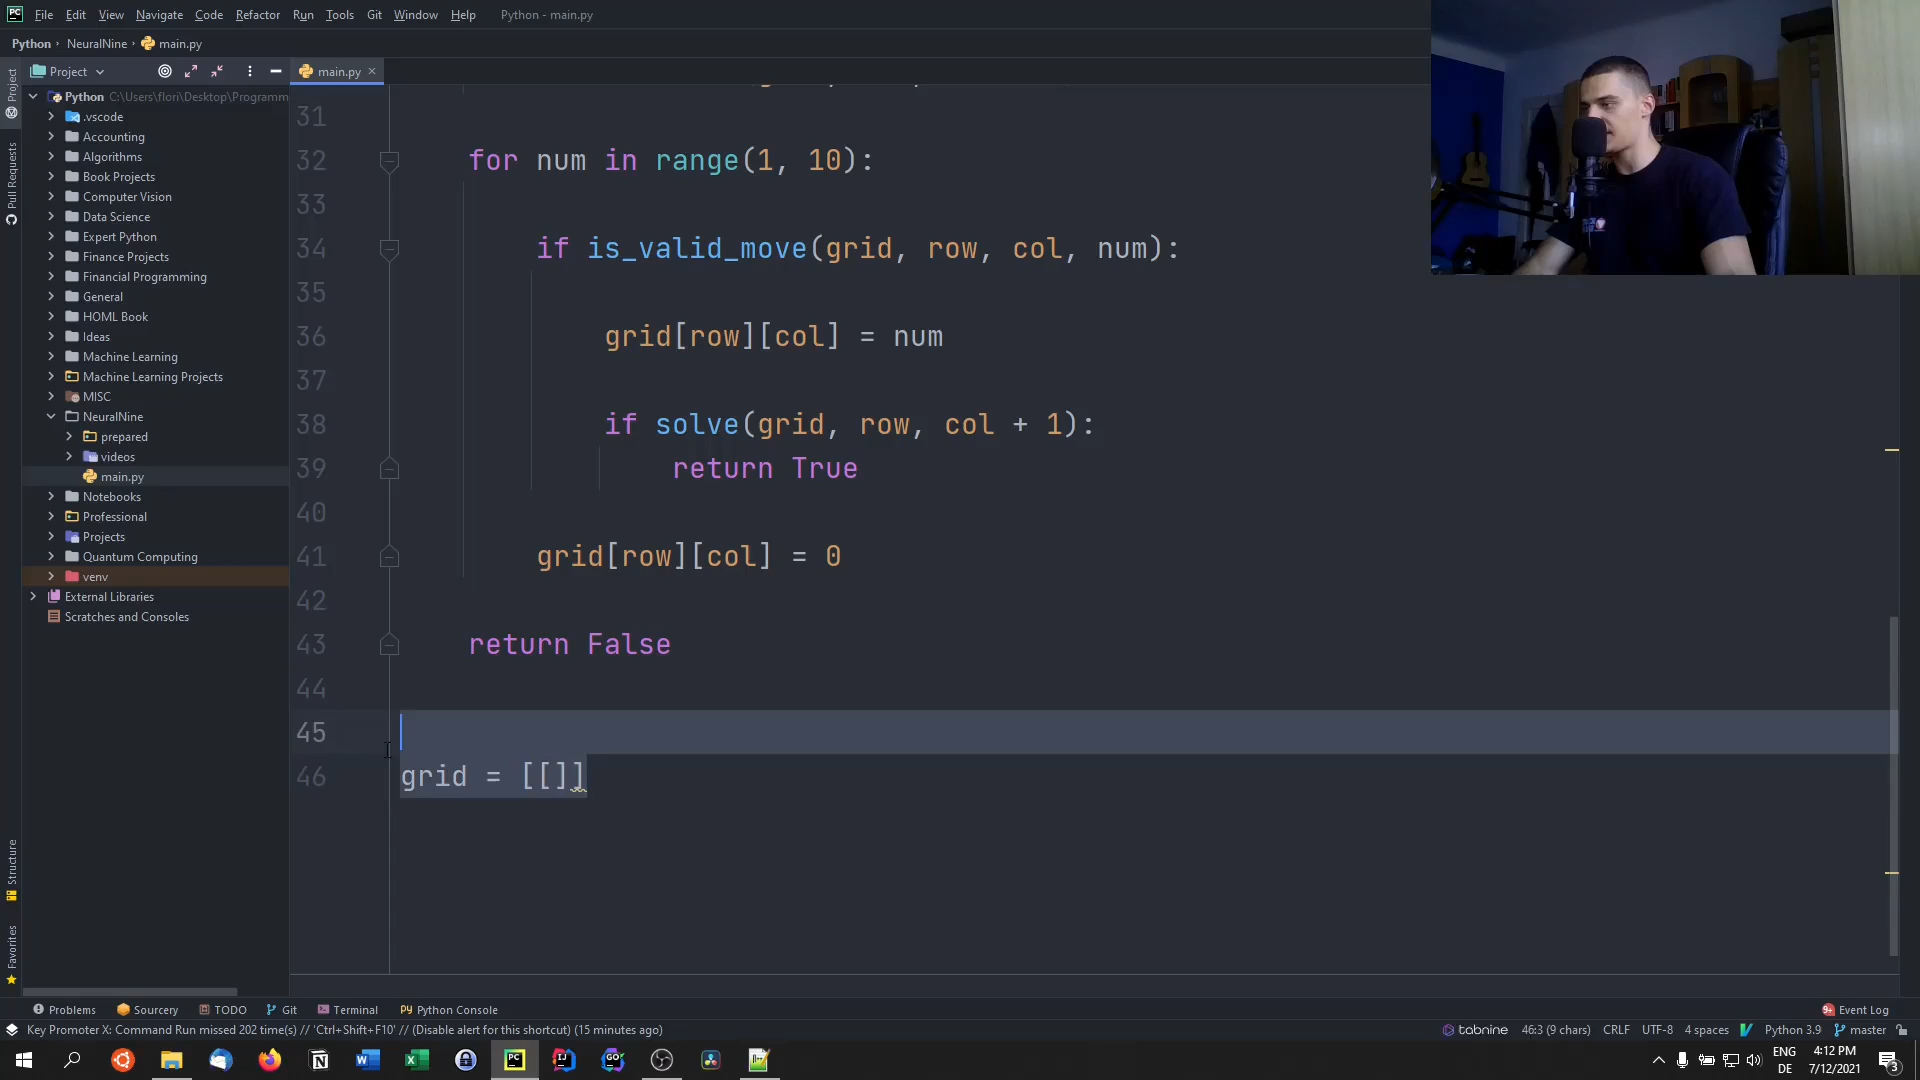 PC File Edit View Navigate Code Refactor Run Tools Git Window Help Python - main.py
Python › NeuralNine › main.py
Project main.py
Python C:\Users\flori\Desktop\Programm
.vscode
Accounting
Algorithms
Book Projects
Computer Vision
Data Science
Expert Python
Finance Projects
Financial Programming
General
HOML Book
Ideas
Machine Learning
Machine Learning Projects
MISC
NeuralNine
prepared
videos
main.py
Notebooks
Professional
Projects
Quantum Computing
venv
External Libraries
Scratches and Consoles
Project
Pull Requests
Structure
Favorites
31
32 for num in range(1, 10):
33
34 if is_valid_move(grid, row, col, num):
35
36 grid[row][col] = num
37
38 if solve(grid, row, col + 1):
39 return True
40
41 grid[row][col] = 0
42
43 return False
44
45
46 grid = [[]]
Problems Sourcery TODO Git Terminal Python Console Event Log
Key Promoter X: Command Run missed 202 time(s) // 'Ctrl+Shift+F10' // (Disable alert for this shortcut) (15 minutes ago) tabnine 46:3 (9 chars) CRLF UTF-8 4 spaces Python 3.9 master
ENG 4:12 PM
DE 7/12/2021 3